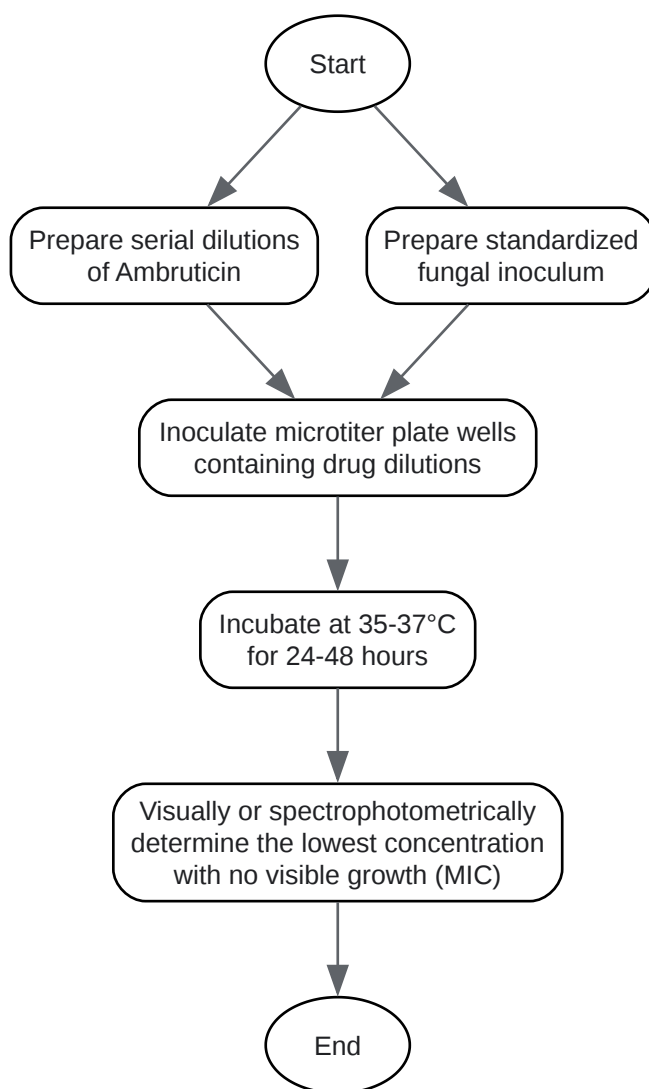 Start
Prepare serial dilutions
of Ambruticin
Prepare standardized
fungal inoculum
Inoculate microtiter plate wells
containing drug dilutions
Incubate at 35-37°C
for 24-48 hours
Visually or spectrophotometrically
determine the lowest concentration
with no visible growth (MIC)
End